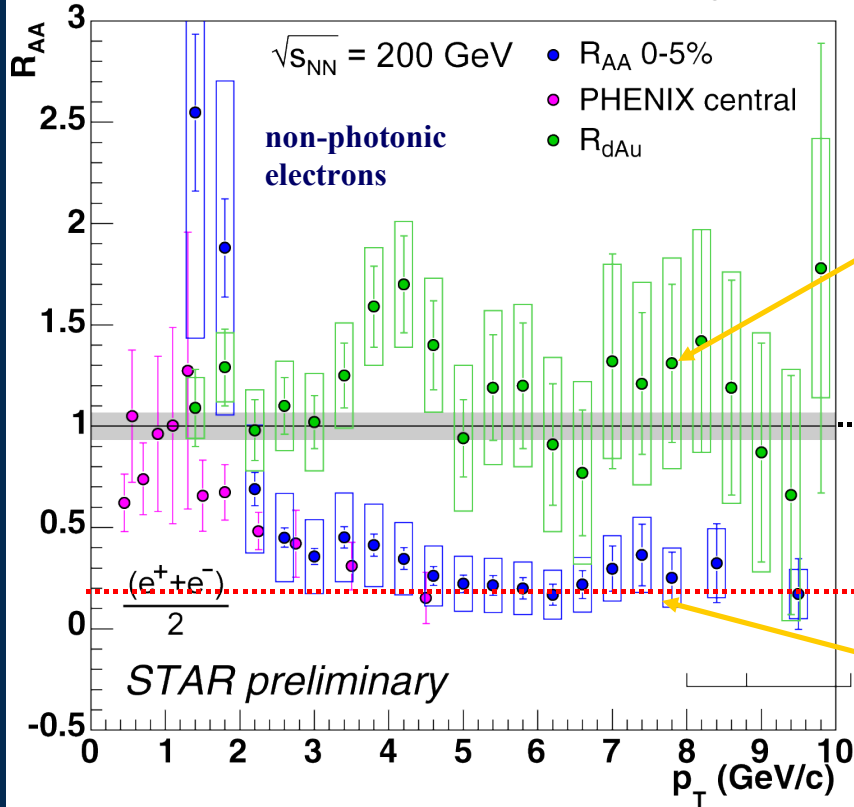 R_AA
3
2.5
2
1.5
1
0.5
0
-0.5
√s_NN = 200 GeV
R_AA 0-5%
PHENIX central
R_dAu
non-photonic
electrons
(e⁺+e⁻)
2
STAR preliminary
0 1 2 3 4 5 6 7 8 9 10
p_T (GeV/c)